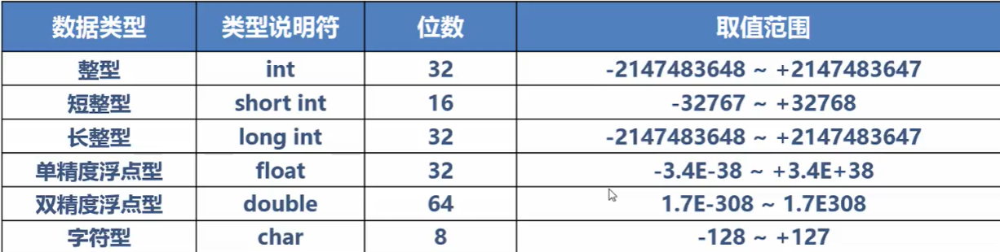 数据类型 类型说明符 位数 取值范围
整型 int 32 -2147483648 ~ +2147483647
短整型 short int 16 -32767 ~ +32768
长整型 long int 32 -2147483648 ~ +2147483647
单精度浮点型 float 32 -3.4E-38 ~ +3.4E+38
双精度浮点型 double 64 1.7E-308 ~ 1.7E308
字符型 char 8 -128 ~ +127